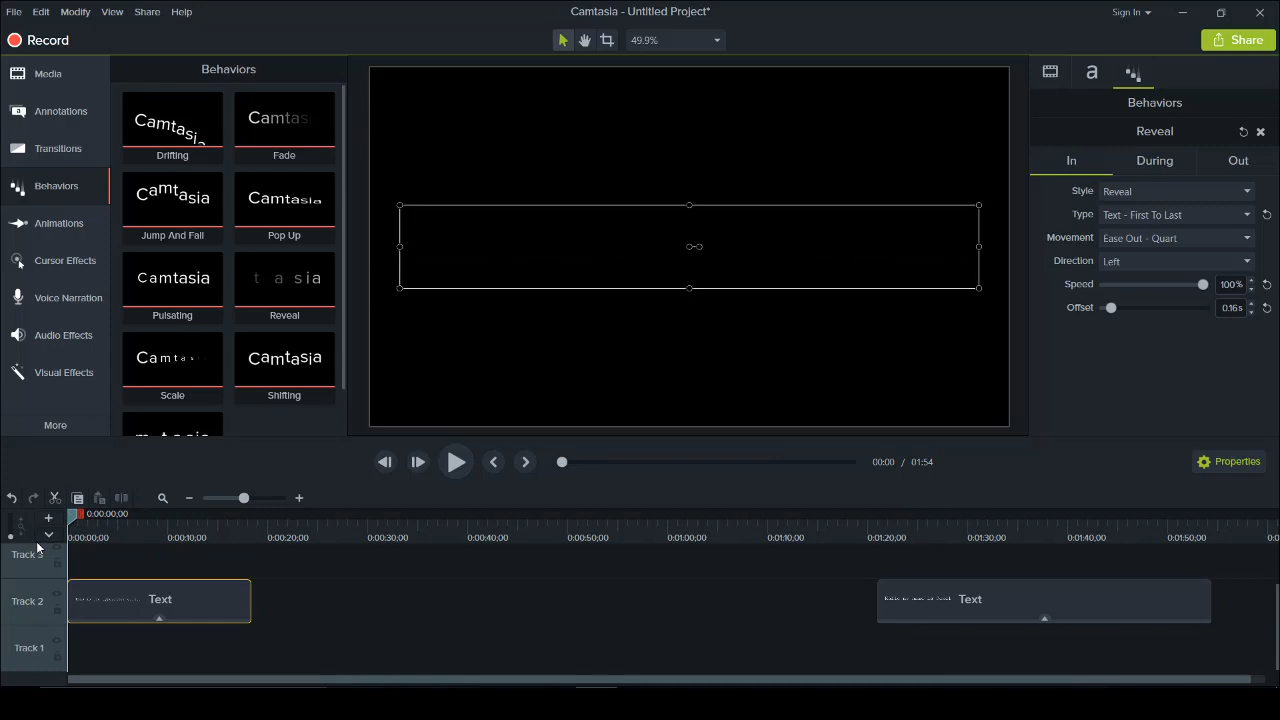 File Edit Modify View Share Help
Camtasia - Untitled Project*
Sign In
Record
49.9%
Share
Media
Annotations
Transitions
Behaviors
Animations
Cursor Effects
Voice Narration
Audio Effects
Visual Effects
More
Behaviors
Camtasia
Drifting
Camtas
Fade
Camtasia
Jump And Fall
Camtasia
Pop Up
Camtasia
Pulsating
t a sia
Reveal
Camtas
Scale
Camtasia
Shifting
a
Behaviors
Reveal
In During Out
Style Reveal
Type Text - First To Last
Movement Ease Out - Quart
Direction Left
Speed 100%
Offset 0.16s
00:00 / 01:54
Properties
0:00:00;00
0:00:00;00 0:00:10;00 0:00:20;00 0:00:30;00 0:00:40;00 0:00:50;00 0:01:00;00 0:01:10;00 0:01:20;00 0:01:30;00 0:01:40;00 0:01:50;00
Track 3
Track 2
Text
Text
Track 1